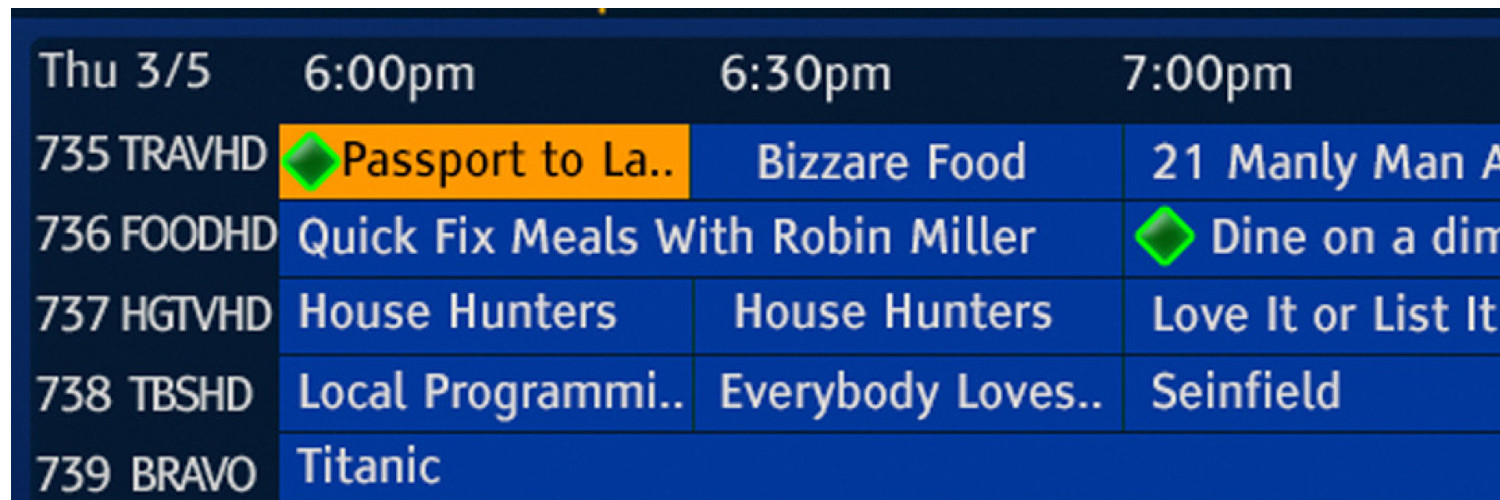 Thu 3/5 6:00pm 6:30pm 7:00pm
735 TRAVHD Passport to La.. Bizzare Food 21 Manly Man A
736 FOODHD Quick Fix Meals With Robin Miller Dine on a dim
737 HGTVHD House Hunters House Hunters Love It or List It
738 TBSHD Local Programmi.. Everybody Loves.. Seinfield
739 BRAVO Titanic